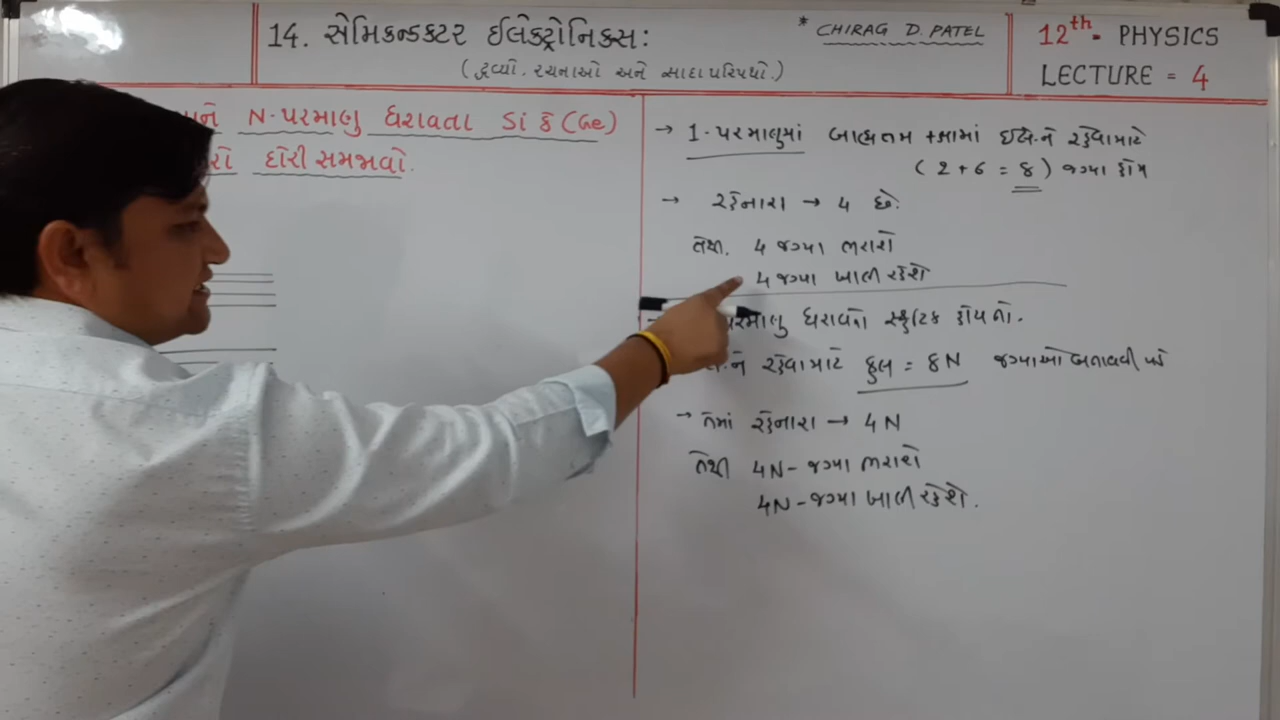 14. સેમિકન્ડક્ટર ઈલેક્ટ્રોનિક્સ:
(દ્રવ્યો. રચનાઓ અને સાદા પરિપથો.)
* CHIRAG D. PATEL
12th - PHYSICS
LECTURE = 4
N-પરમાણુ ધરાવતા Si કે (Ge)
દોરી સમજાવો.
→ 1-પરમાણુમાં બાહ્યતમ કક્ષામાં ઈલે.ને રહેવા માટે
(2+6 = 8) જગ્યા હોય
→ રહેનારા → 4 છે.
તેથી. 4 જગ્યા ભરાશે
4 જગ્યા ખાલી રહેશે
પરમાણુ ધરાવતો સ્ફટિક હોય તો.
રહેવા માટે કુલ = 8N જગ્યાઓ બતાવવી પડે
→ તેમાં રહેનારા → 4N
તેથી 4N - જગ્યા ભરાશે
4N - જગ્યા ખાલી રહેશે.